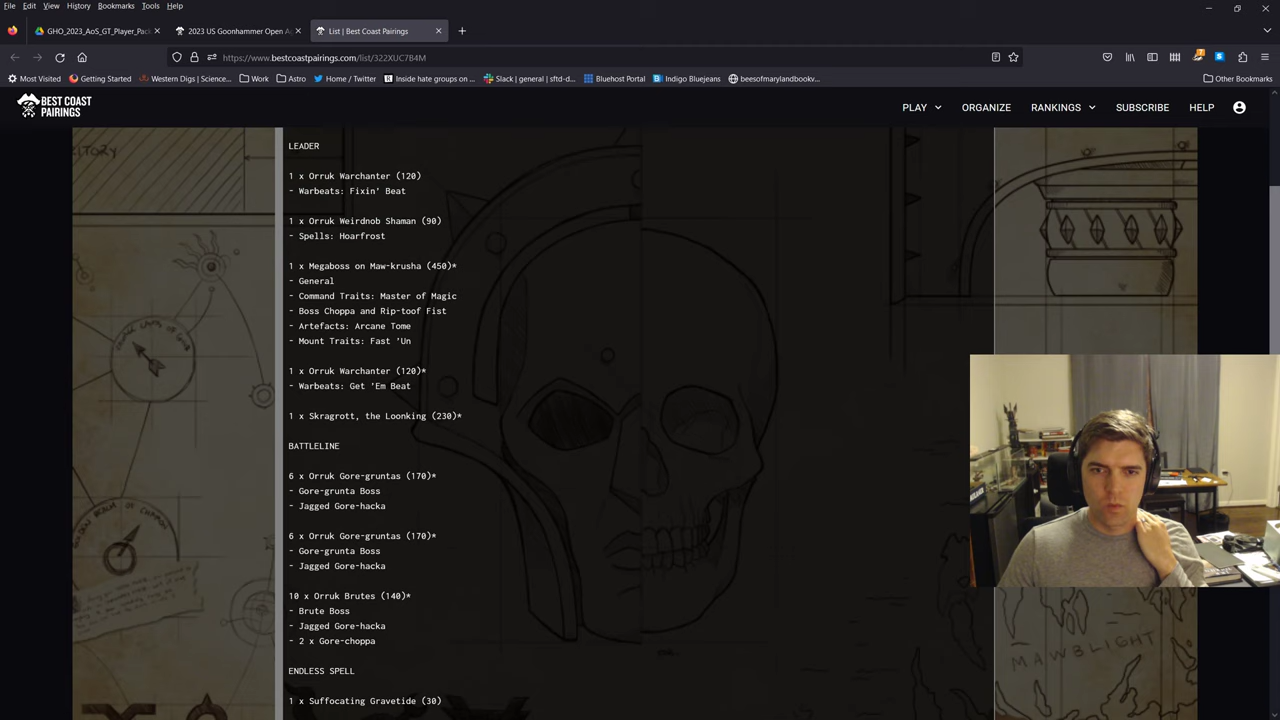 File Edit View History Bookmarks Tools Help
GHO_2023_AoS_GT_Player_Pack
2023 US Goonhammer Open A
List | Best Coast Pairings
https://www.bestcoastpairings.com/list/322XUC7B4M
Most Visited Getting Started Western Digs | Science... Work Astro Home / Twitter Inside hate groups on ... Slack | general | sftd-d... Bluehost Portal Indigo Bluejeans beesofmarylandbookv... Other Bookmarks
BEST COAST
PAIRINGS
PLAY ORGANIZE RANKINGS SUBSCRIBE HELP
LEADER
1 x Orruk Warchanter (120)
- Warbeats: Fixin' Beat
1 x Orruk Weirdnob Shaman (90)
- Spells: Hoarfrost
1 x Megaboss on Maw-krusha (450)*
- General
- Command Traits: Master of Magic
- Boss Choppa and Rip-toof Fist
- Artefacts: Arcane Tome
- Mount Traits: Fast 'Un
1 x Orruk Warchanter (120)*
- Warbeats: Get 'Em Beat
1 x Skragrott, the Loonking (230)*
BATTLELINE
6 x Orruk Gore-gruntas (170)*
- Gore-grunta Boss
- Jagged Gore-hacka
6 x Orruk Gore-gruntas (170)*
- Gore-grunta Boss
- Jagged Gore-hacka
10 x Orruk Brutes (140)*
- Brute Boss
- Jagged Gore-hacka
- 2 x Gore-choppa
ENDLESS SPELL
1 x Suffocating Gravetide (30)
MAWBLIGHT